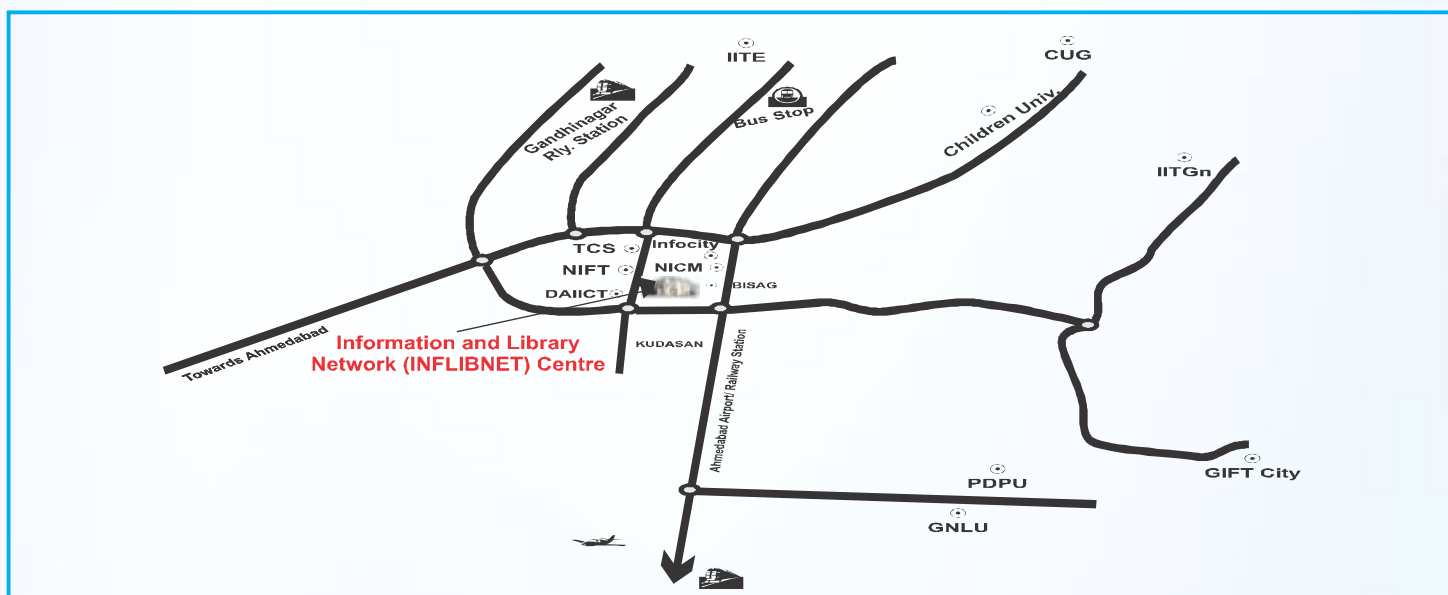 IITE
CUG
Gandhinagar
Rly. Station
Bus Stop
Children Univ.
IITGn
TCS
Infocity
NIFT
NICM
DAIICT
BISAG
Towards Ahmedabad
Information and Library
Network (INFLIBNET) Centre
KUDASAN
Ahmedabad Airport/ Railway Station
PDPU
GIFT City
GNLU